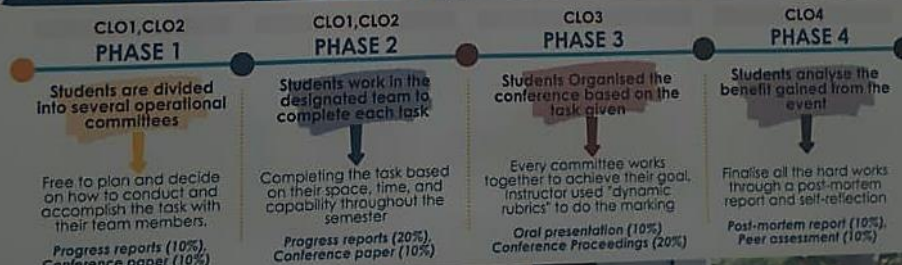 CLO1,CLO2
PHASE 1
Students are divided
into several operational
committees
Free to plan and decide
on how to conduct and
accomplish the task with
their team members.
Progress reports (10%),
Conference paper (10%)
CLO1,CLO2
PHASE 2
Students work in the
designated team to
complete each task
Completing the task based
on their space, time, and
capability throughout the
semester
Progress reports (20%),
Conference paper (10%)
CLO3
PHASE 3
Students Organised the
conference based on the
task given
Every committee works
together to achieve their goal.
Instructor used "dynamic
rubrics" to do the marking
Oral presentation (10%)
Conference Proceedings (20%)
CLO4
PHASE 4
Students analyse the
benefit gained from the
event
Finalise all the hard works
through a post-mortem
report and self-reflection
Post-mortem report (10%),
Peer assessment (10%)